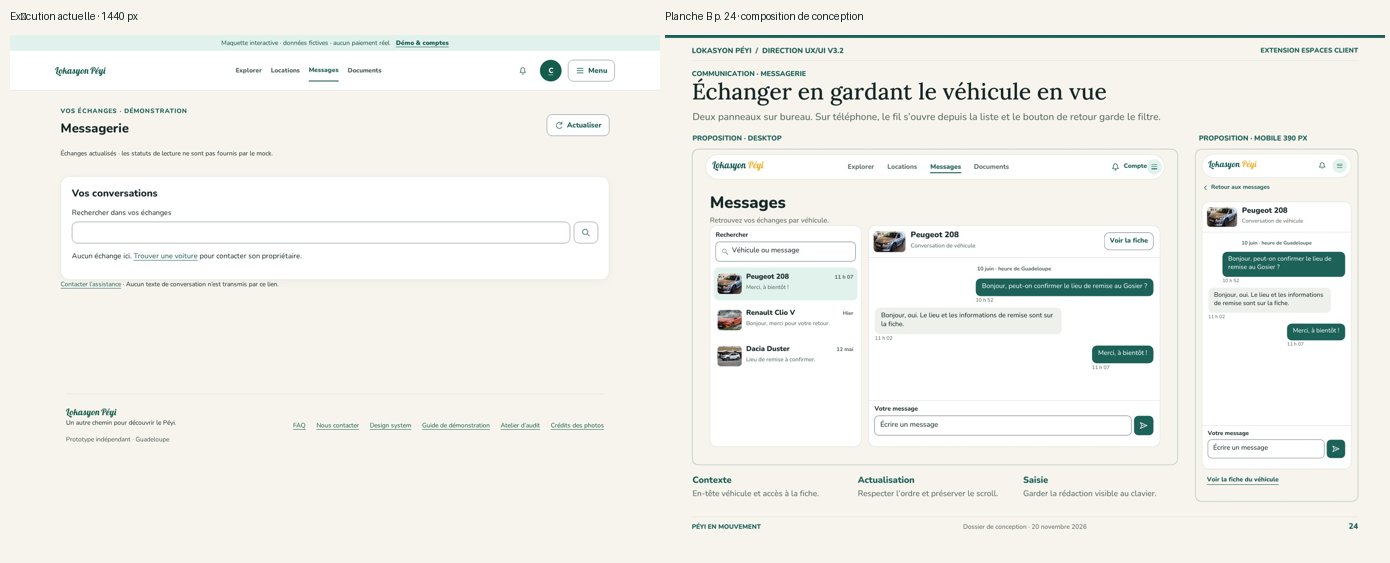 Exécution actuelle · 1440 px
Maquette interactive · données fictives · aucun paiement réel Démo & comptes
Lokasyon Péyi
Explorer Locations Messages Documents
C
Menu
VOS ÉCHANGES · DÉMONSTRATION
Messagerie
Actualiser
Échanges actualisés · les statuts de lecture ne sont pas fournis par le mock.
Vos conversations
Rechercher dans vos échanges
Aucun échange ici. Trouver une voiture pour contacter son propriétaire.
Contacter l'assistance · Aucun texte de conversation n'est transmis par ce lien.
Lokasyon Péyi
Un autre chemin pour découvrir le Péyi.
Prototype indépendant · Guadeloupe
FAQ Nous contacter Design system Guide de démonstration Atelier d'audit Crédits des photos
Planche B p. 24 · composition de conception
LOKASYON PÉYI / DIRECTION UX/UI V3.2
EXTENSION ESPACES CLIENT
COMMUNICATION · MESSAGERIE
Échanger en gardant le véhicule en vue
Deux panneaux sur bureau. Sur téléphone, le fil s'ouvre depuis la liste et le bouton de retour garde le filtre.
PROPOSITION · DESKTOP
Lokasyon Péyi
Explorer Locations Messages Documents
Compte
Messages
Retrouvez vos échanges par véhicule.
Rechercher
Véhicule ou message
Peugeot 208 11 h 07
Merci, à bientôt !
Renault Clio V Hier
Bonjour, merci pour votre retour.
Dacia Duster 12 mai
Lieu de remise à confirmer.
Peugeot 208
Conversation de véhicule
Voir la fiche
10 juin · heure de Guadeloupe
Bonjour, peut-on confirmer le lieu de remise au Gosier ?
10 h 52
Bonjour, oui. Le lieu et les informations de remise sont sur
la fiche.
11 h 02
Merci, à bientôt !
11 h 07
Votre message
Écrire un message
PROPOSITION · MOBILE 390 PX
Lokasyon Péyi
Retour aux messages
Peugeot 208
Conversation de véhicule
10 juin · heure de Guadeloupe
Bonjour, peut-on confirmer le lieu de
remise au Gosier ?
10 h 52
Bonjour, oui. Le lieu et les informations
de remise sont sur la fiche.
11 h 02
Merci, à bientôt !
11 h 07
Votre message
Écrire un message
Voir la fiche du véhicule
Contexte
En-tête véhicule et accès à la fiche.
Actualisation
Respecter l'ordre et préserver le scroll.
Saisie
Garder la rédaction visible au clavier.
PÉYI EN MOUVEMENT
Dossier de conception · 20 novembre 2026
24